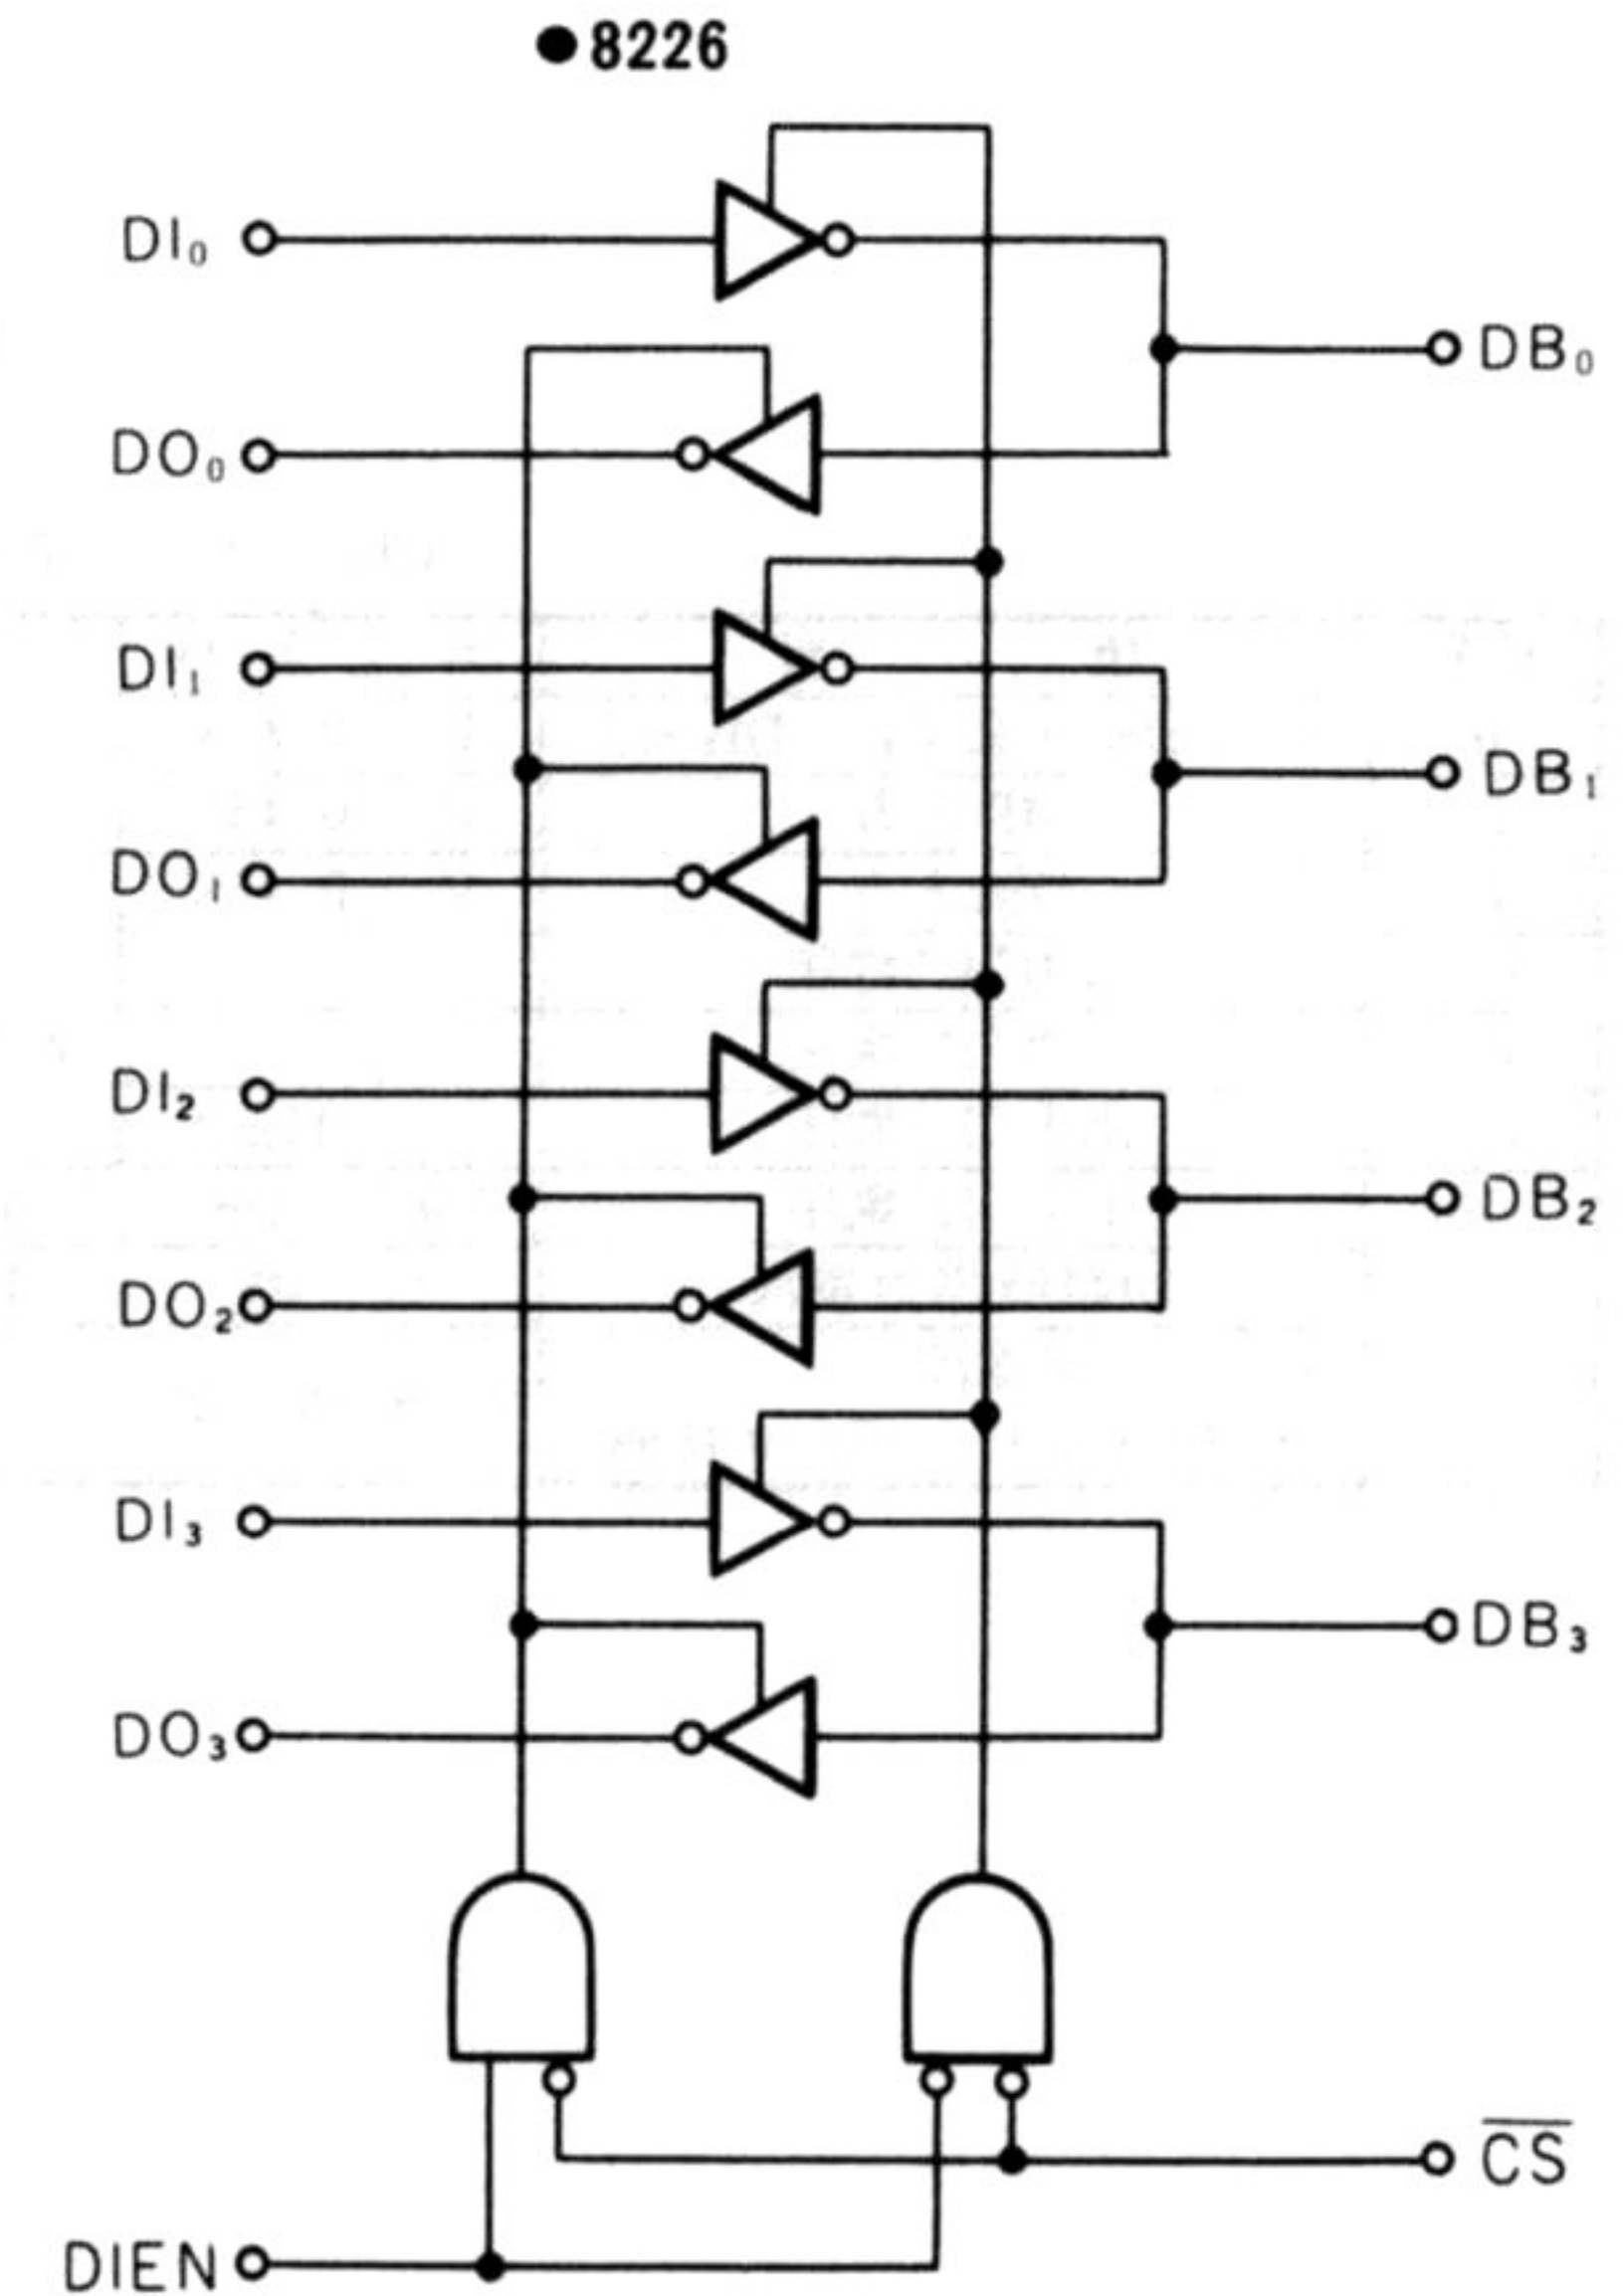 ● 8226
DI₀
DB₀
DO₀
DI₁
DB₁
DO₁
DI₂
DB₂
DO₂
DI₃
DB₃
DO₃
C̅S̅
DIEN